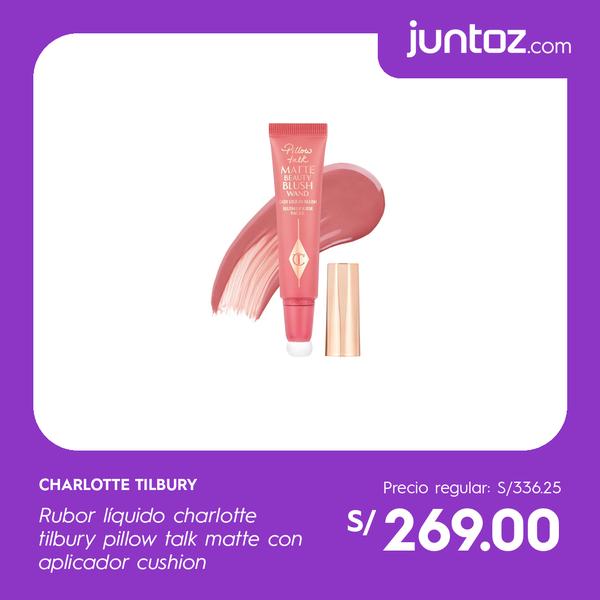 juntoz.com
Pillow
talk
MATTE
BEAUTY
BLUSH
WAND
CT
CHARLOTTE TILBURY
Rubor líquido charlotte
tilbury pillow talk matte con
aplicador cushion
Precio regular: S/336.25
S/ 269.00